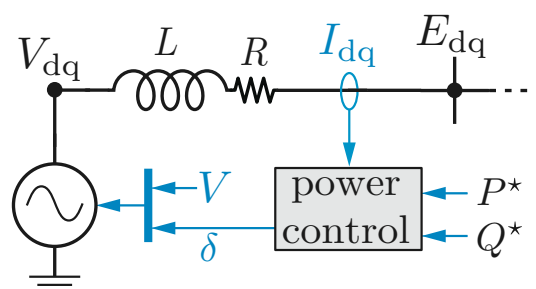 L R I_dq E_dq
V_dq
power control
V
δ
P⋆
Q⋆